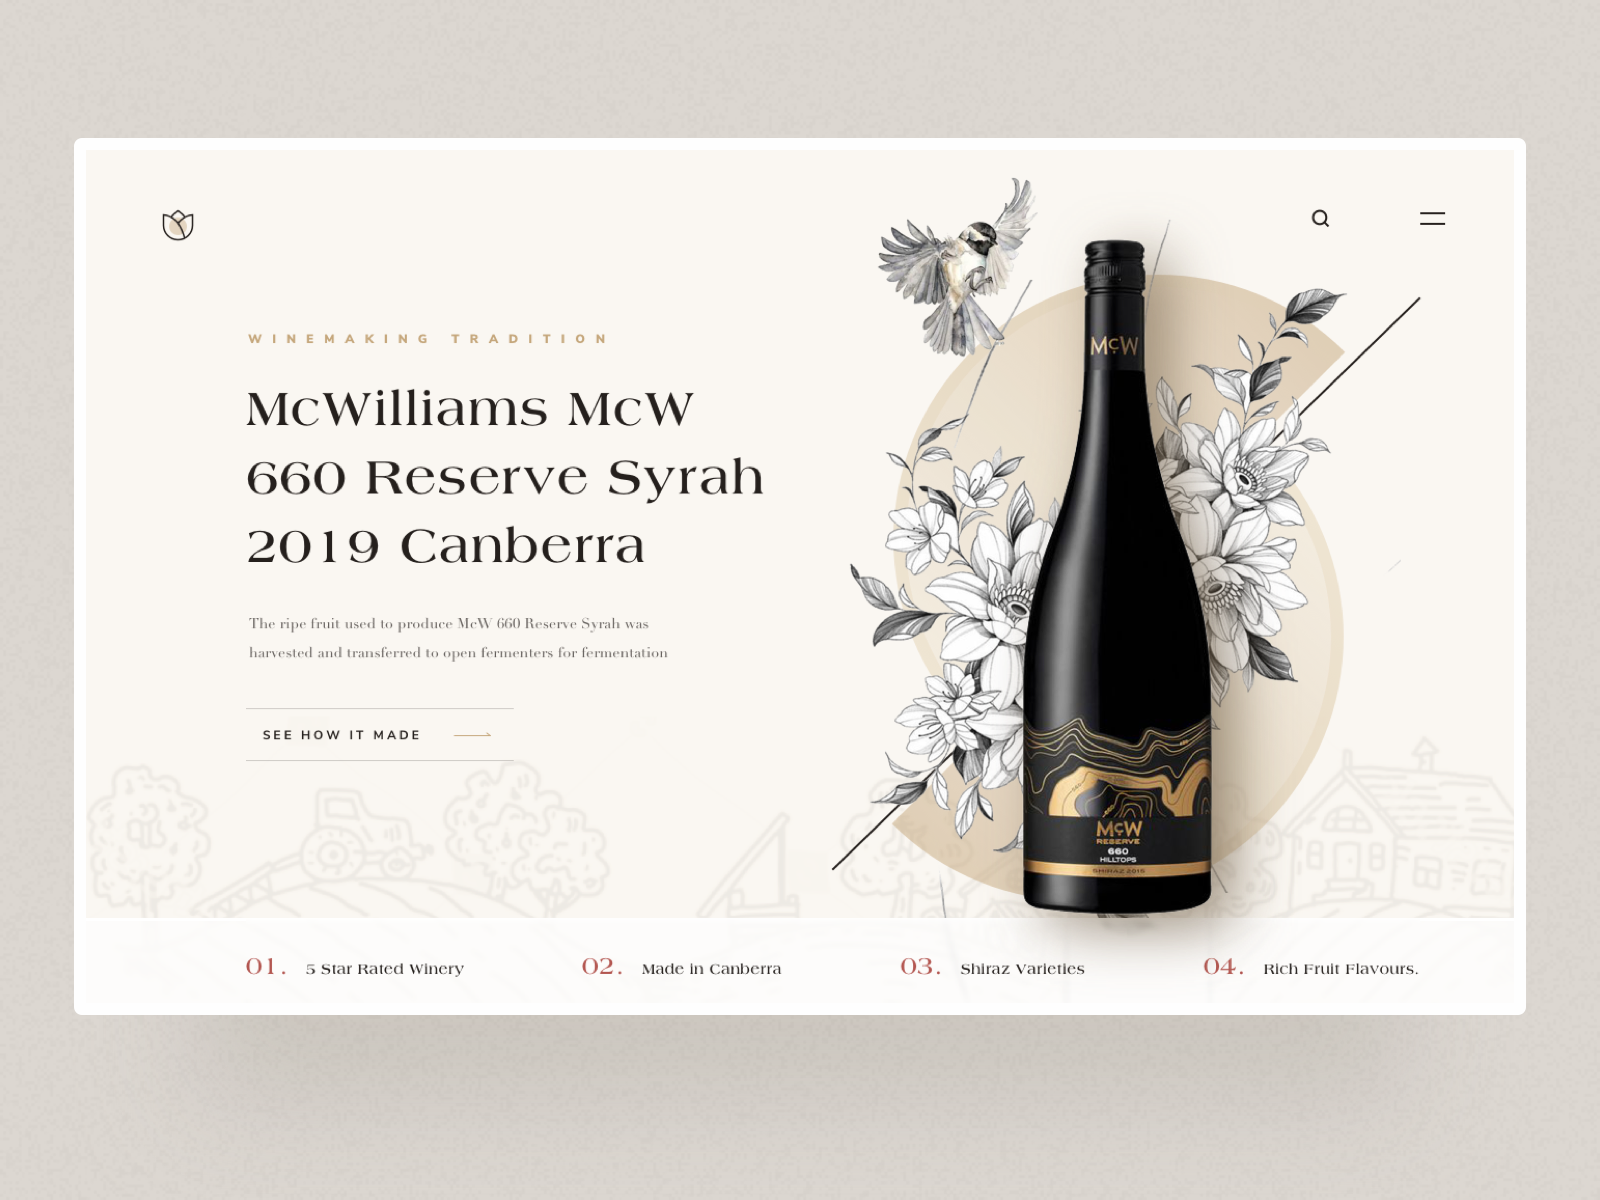 WINEMAKING TRADITION
McWilliams McW
660 Reserve Syrah
2019 Canberra
The ripe fruit used to produce McW 660 Reserve Syrah was
harvested and transferred to open fermenters for fermentation
SEE HOW IT MADE
McW
McW
RESERVE
660
HILLTOPS
SHIRAZ 2015
01. 5 Star Rated Winery
02. Made in Canberra
03. Shiraz Varieties
04. Rich Fruit Flavours.